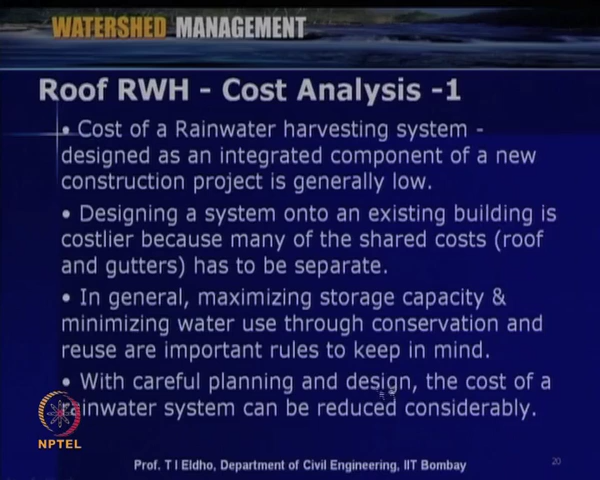 WATERSHED MANAGEMENT
Roof RWH - Cost Analysis -1
• Cost of a Rainwater harvesting system -
designed as an integrated component of a new
construction project is generally low.
• Designing a system onto an existing building is
costlier because many of the shared costs (roof
and gutters) has to be separate.
• In general, maximizing storage capacity &
minimizing water use through conservation and
reuse are important rules to keep in mind.
• With careful planning and design, the cost of a
rainwater system can be reduced considerably.
NPTEL
Prof. T I Eldho, Department of Civil Engineering, IIT Bombay
20